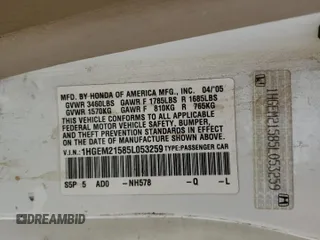 MFD. BY HONDA OF AMERICA MFG., INC. 04/'05
GVWR 3460LBS GAWR F 1785LBS R 1685LBS
GVWR 1570KG GAWR F 810KG R 765KG
THIS VEHICLE CONFORMS TO ALL APPLICABLE
FEDERAL MOTOR VEHICLE SAFETY, BUMPER,
AND THEFT PREVENTION STANDARDS IN EFFECT ON THE
DATE OF MANUFACTURE SHOWN ABOVE.
V.I.N.: 1HGEM21585L053259 TYPE: PASSENGER CAR
S5P 5 AD0 -NH578 -Q -L
1HGEM21585L053259
AUTOBIDMASTER